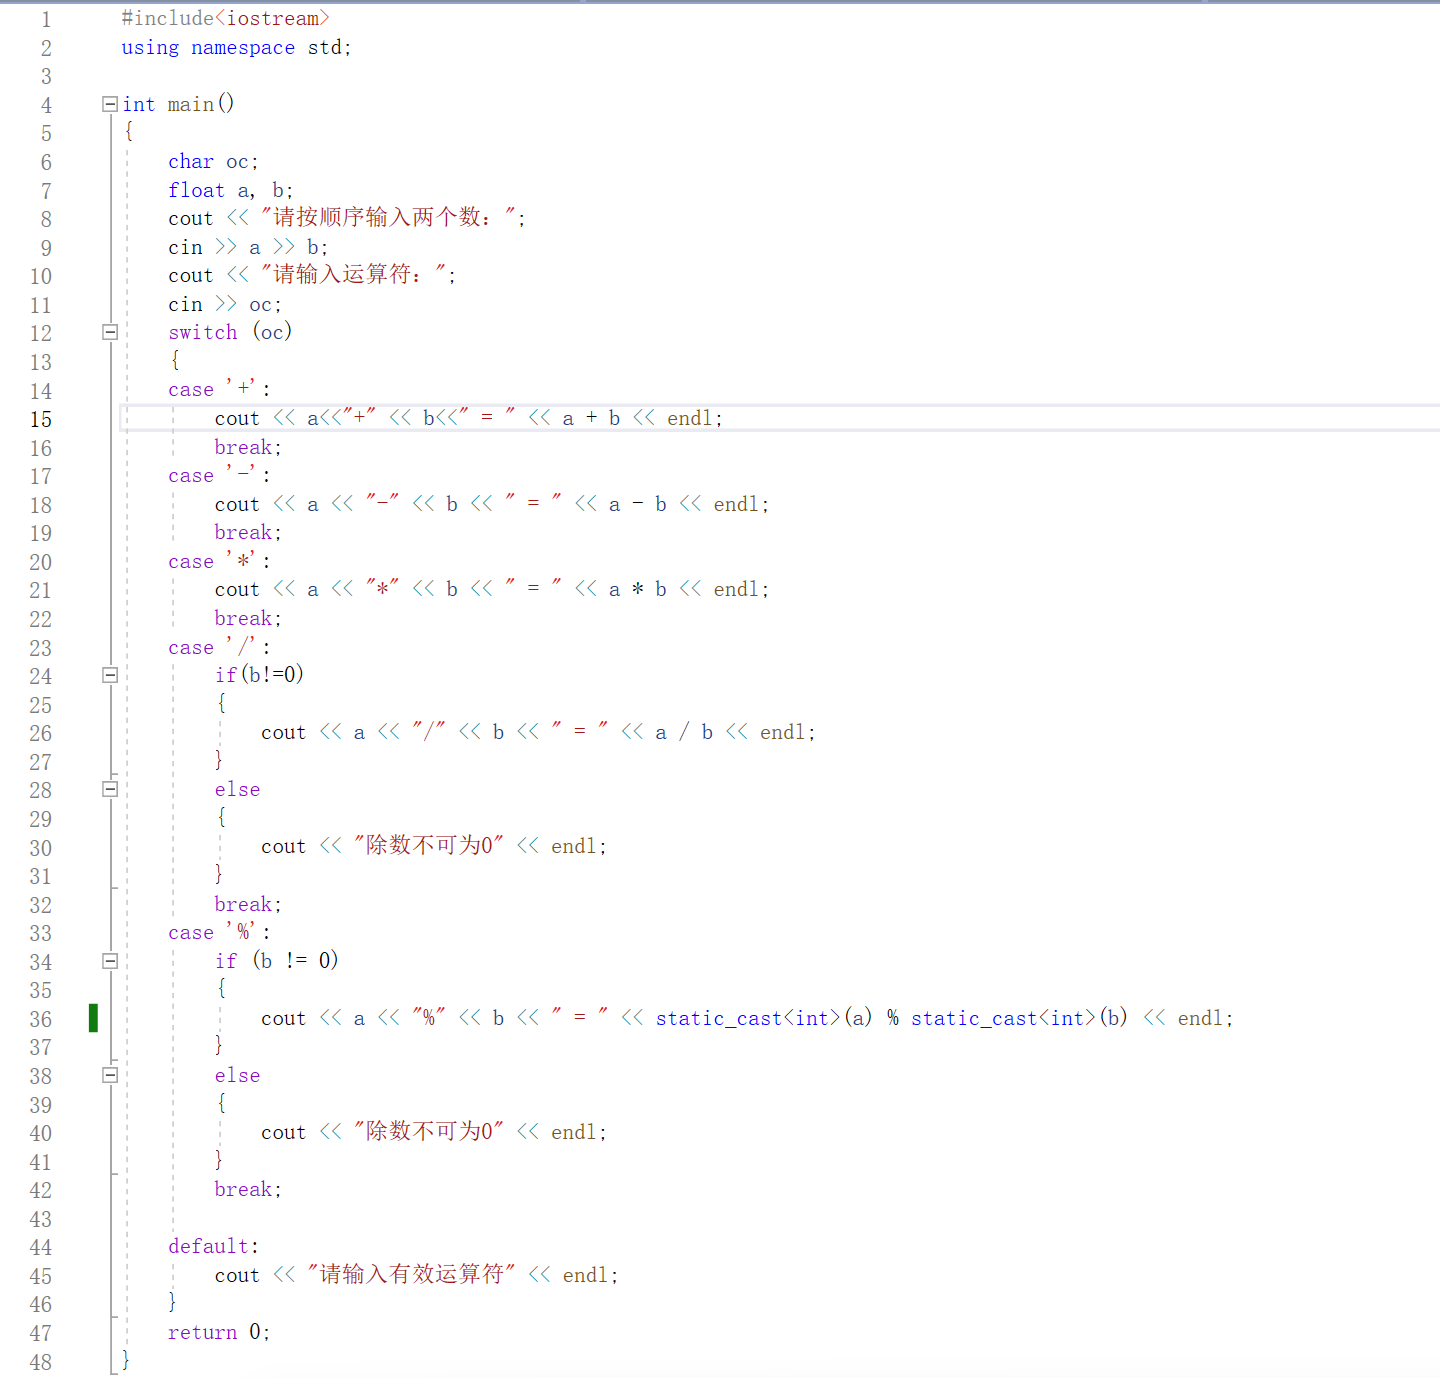 1 #include<iostream>
2 using namespace std;
3
4 int main()
5 {
6 char oc;
7 float a, b;
8 cout << "请按顺序输入两个数：";
9 cin >> a >> b;
10 cout << "请输入运算符：";
11 cin >> oc;
12 switch (oc)
13 {
14 case '+':
15 cout << a<<"+" << b<<" = " << a + b << endl;
16 break;
17 case '-':
18 cout << a << "-" << b << " = " << a - b << endl;
19 break;
20 case '*':
21 cout << a << "*" << b << " = " << a * b << endl;
22 break;
23 case '/':
24 if(b!=0)
25 {
26 cout << a << "/" << b << " = " << a / b << endl;
27 }
28 else
29 {
30 cout << "除数不可为0" << endl;
31 }
32 break;
33 case '%':
34 if (b != 0)
35 {
36 cout << a << "%" << b << " = " << static_cast<int>(a) % static_cast<int>(b) << endl;
37 }
38 else
39 {
40 cout << "除数不可为0" << endl;
41 }
42 break;
43
44 default:
45 cout << "请输入有效运算符" << endl;
46 }
47 return 0;
48 }